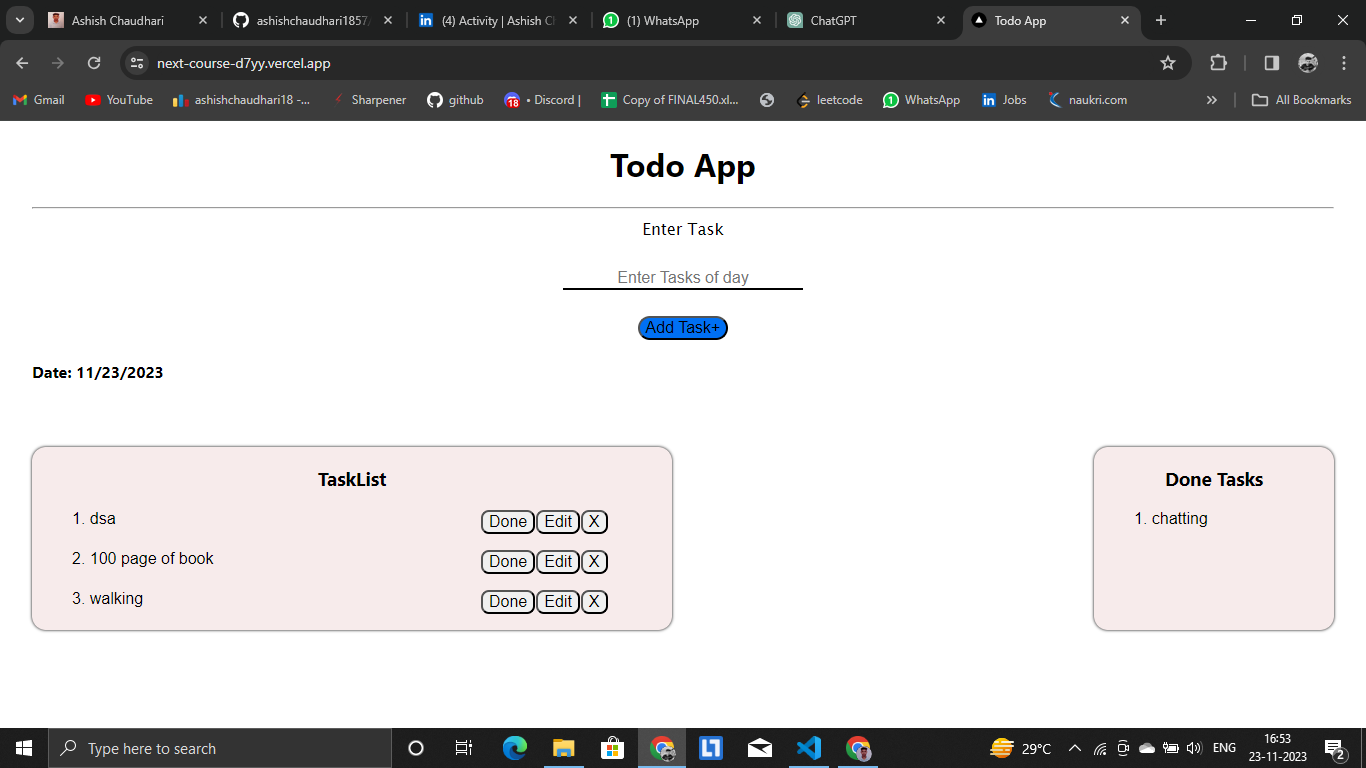 Ashish Chaudhari
ashishchaudhari1857/
(4) Activity | Ashish Ch
(1) WhatsApp
ChatGPT
Todo App
next-course-d7yy.vercel.app
Gmail
YouTube
ashishchaudhari18 -...
Sharpener
github
18
• Discord |
Copy of FINAL450.xl...
leetcode
1
WhatsApp
in
Jobs
naukri.com
»
All Bookmarks
Todo App
Enter Task
Enter Tasks of day
Add Task+
Date: 11/23/2023
TaskList
1. dsa Done Edit X
2. 100 page of book Done Edit X
3. walking Done Edit X
Done Tasks
1. chatting
Type here to search
29°C
ENG
16:53
23-11-2023
2